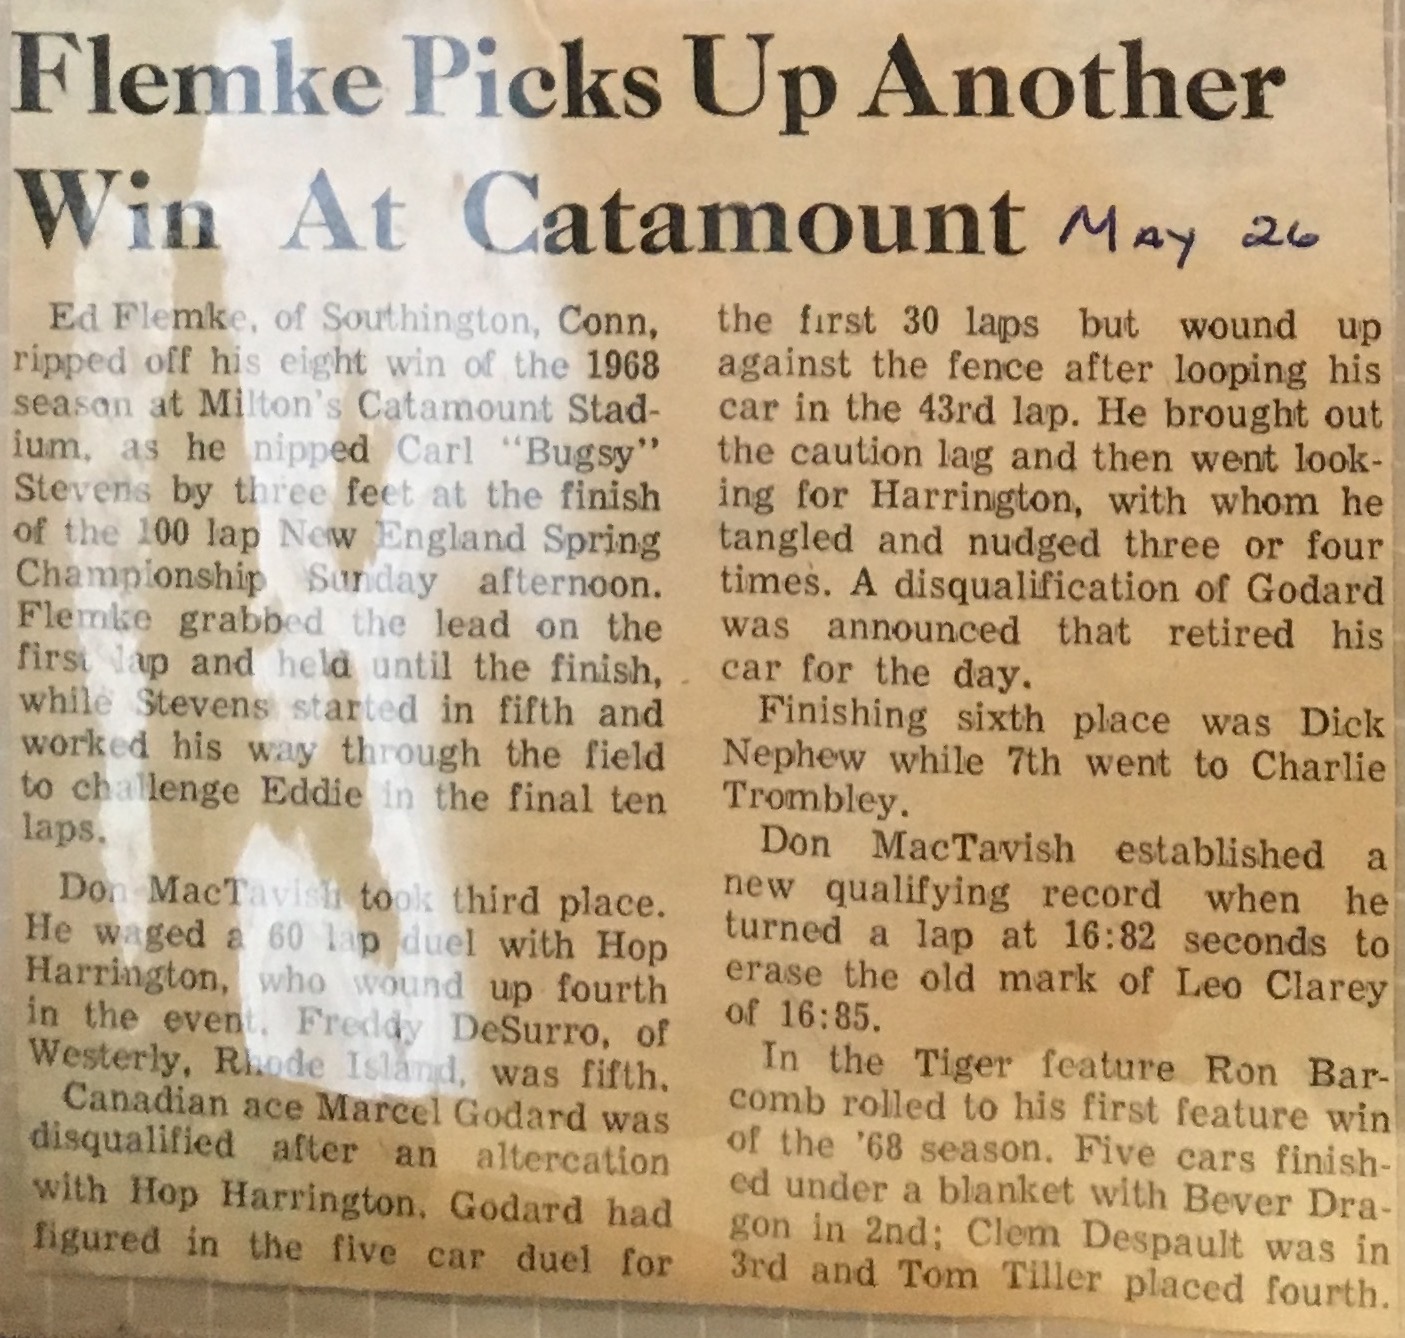 Flemke Picks Up Another
Win At Catamount May 26
Ed Flemke, of Southington, Conn,
ripped off his eight win of the 1968
season at Milton's Catamount Stad-
ium, as he nipped Carl "Bugsy"
Stevens by three feet at the finish
of the 100 lap New England Spring
Championship Sunday afternoon.
Flemke grabbed the lead on the
first lap and held until the finish,
while Stevens started in fifth and
worked his way through the field
to challenge Eddie in the final ten
laps.
Don MacTavish took third place.
He waged a 60 lap duel with Hop
Harrington, who wound up fourth
in the event. Freddy DeSurro, of
Westerly, Rhode Island, was fifth.
Canadian ace Marcel Godard was
disqualified after an altercation
with Hop Harrington. Godard had
figured in the five car duel for
the first 30 laps but wound up
against the fence after looping his
car in the 43rd lap. He brought out
the caution lag and then went look-
ing for Harrington, with whom he
tangled and nudged three or four
times. A disqualification of Godard
was announced that retired his
car for the day.
Finishing sixth place was Dick
Nephew while 7th went to Charlie
Trombley.
Don MacTavish established a
new qualifying record when he
turned a lap at 16:82 seconds to
erase the old mark of Leo Clarey
of 16:85.
In the Tiger feature Ron Bar-
comb rolled to his first feature win
of the '68 season. Five cars finish-
ed under a blanket with Bever Dra-
gon in 2nd; Clem Despault was in
3rd and Tom Tiller placed fourth.